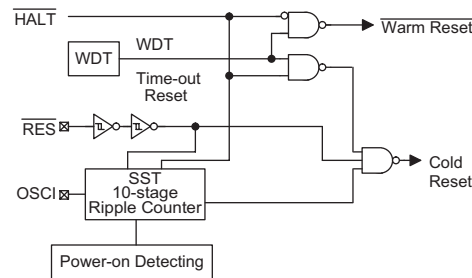 HALT
Warm Reset
WDT
WDT
Time-out
Reset
RES
Cold
Reset
OSCI
SST
10-stage
Ripple Counter
Power-on Detecting